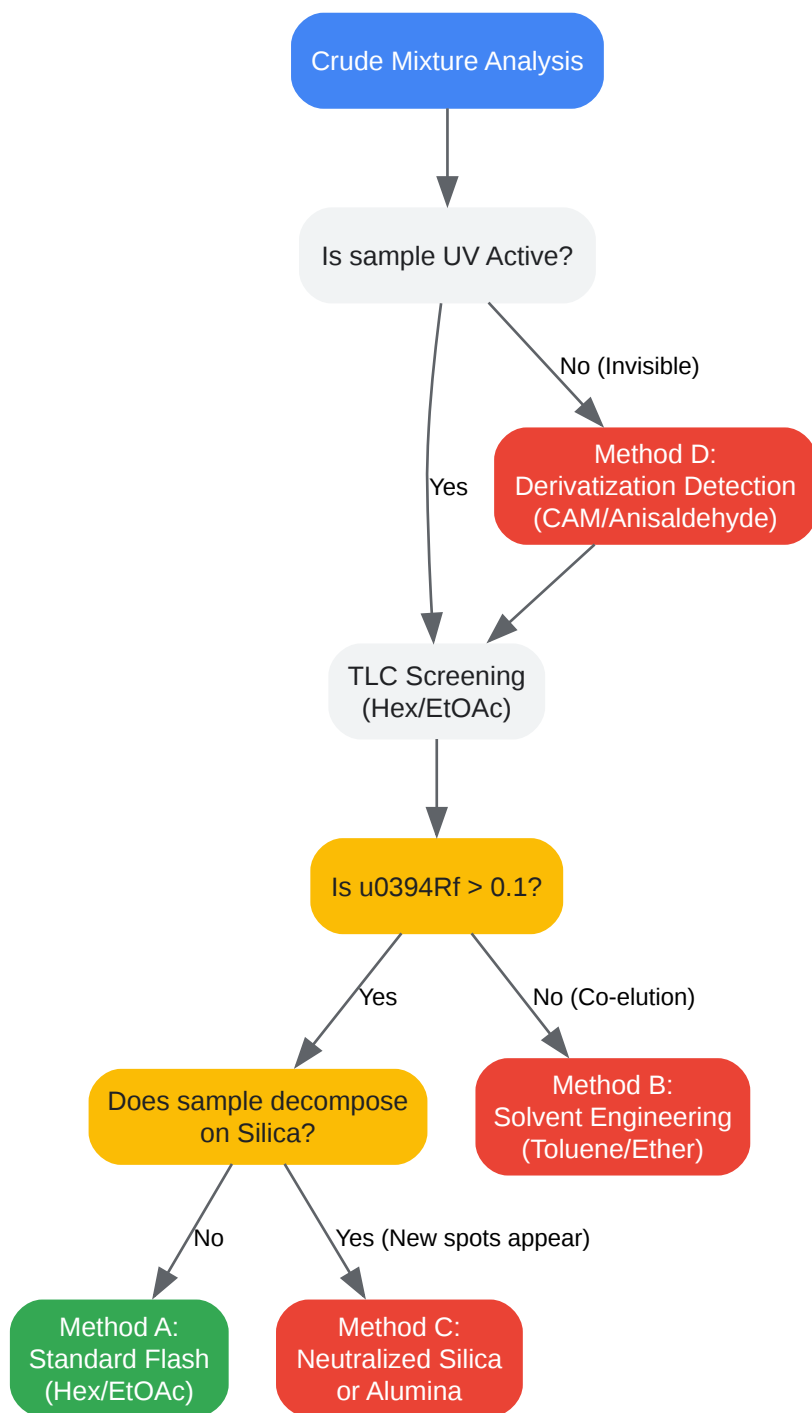 Crude Mixture Analysis
Is sample UV Active?
No (Invisible)
Method D:
Derivatization Detection
(CAM/Anisaldehyde)
Yes
TLC Screening
(Hex/EtOAc)
Is u0394Rf > 0.1?
Yes
No (Co-elution)
Does sample decompose
on Silica?
Method B:
Solvent Engineering
(Toluene/Ether)
No
Yes (New spots appear)
Method A:
Standard Flash
(Hex/EtOAc)
Method C:
Neutralized Silica
or Alumina